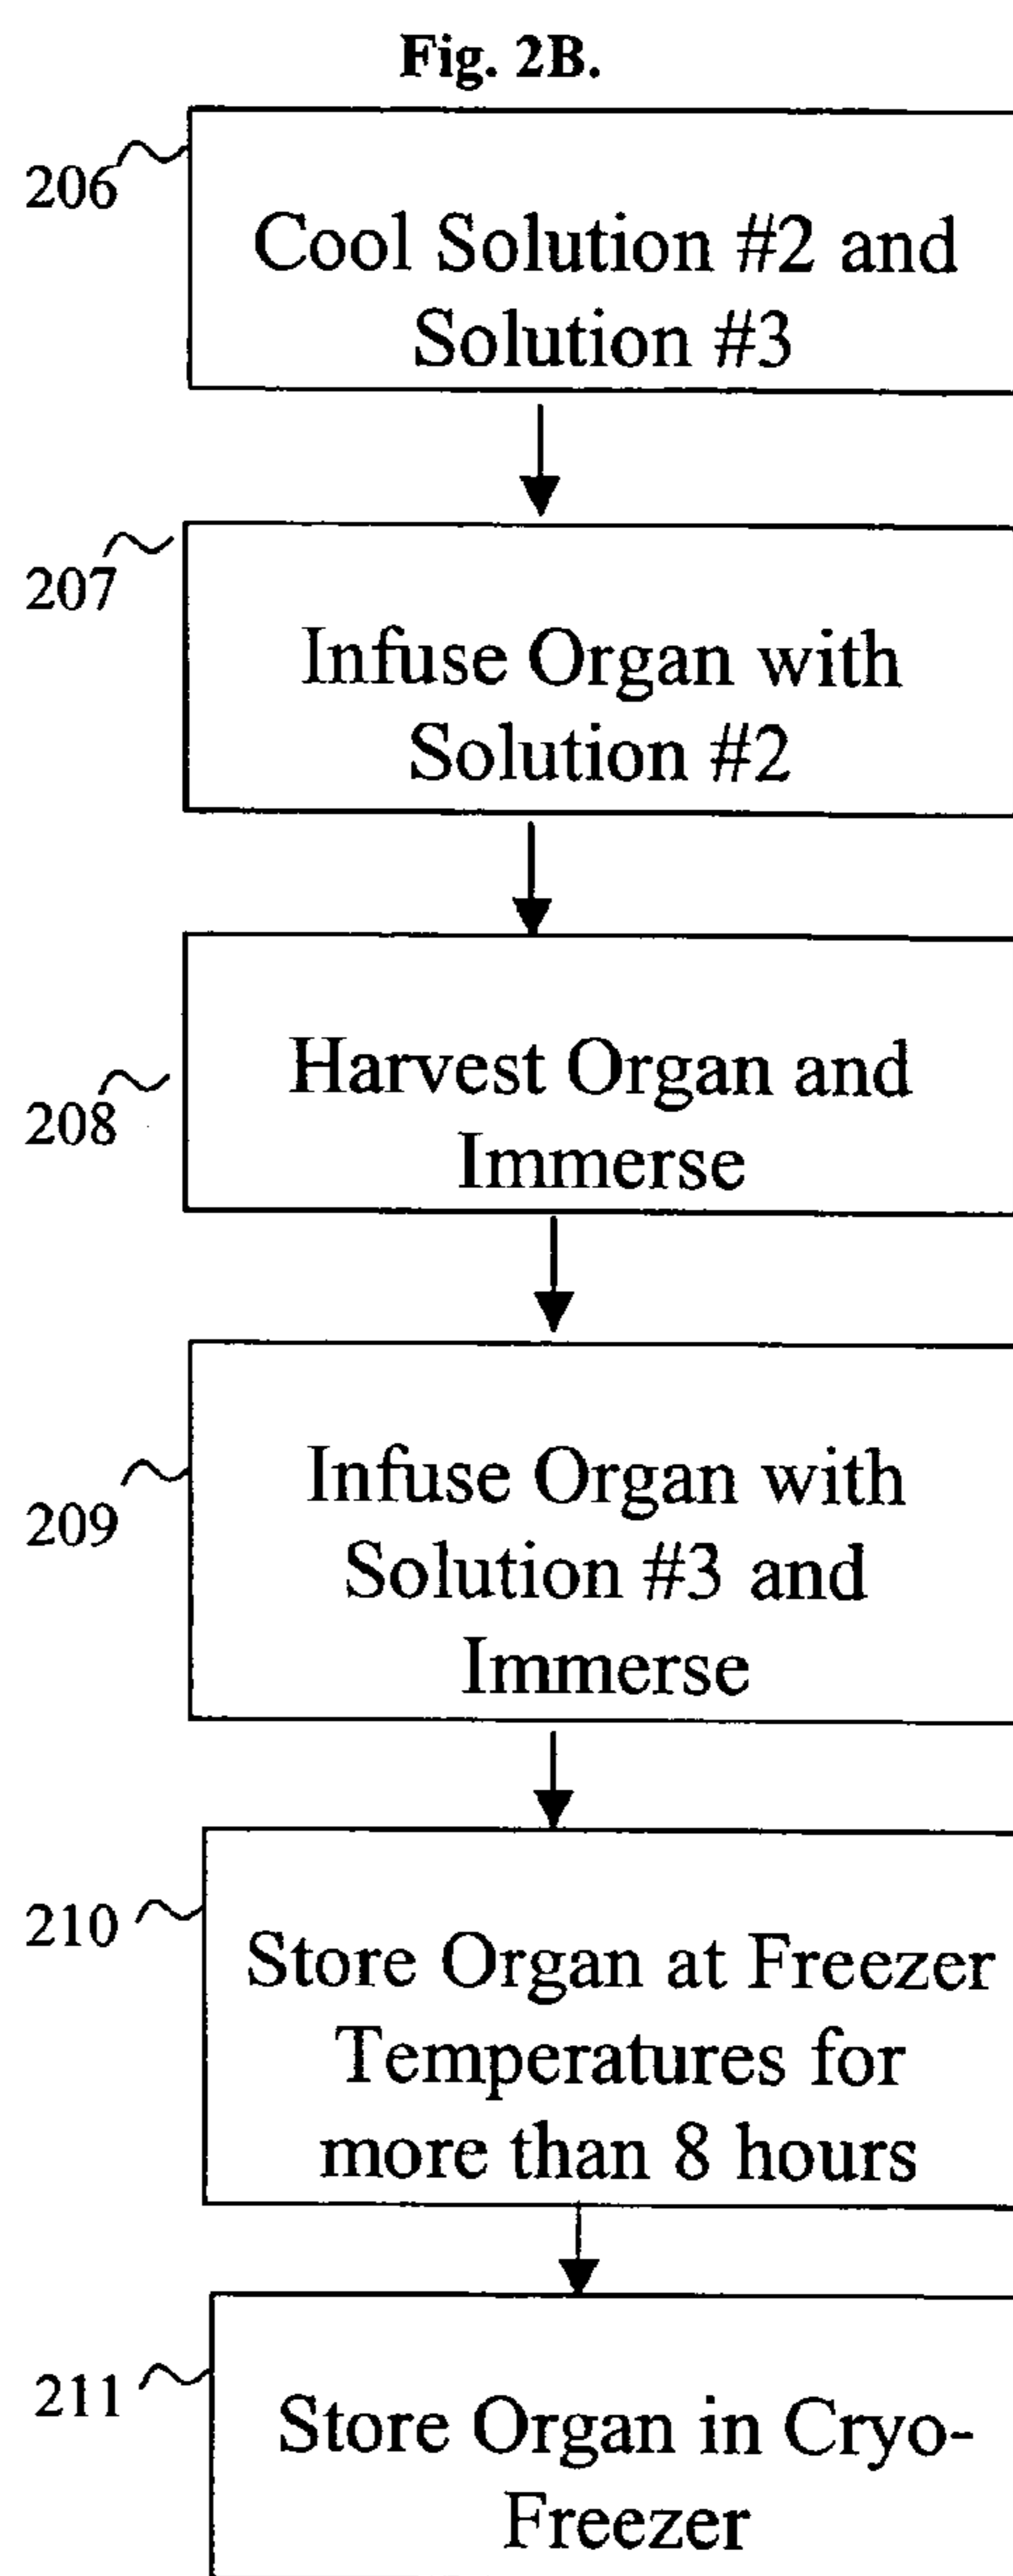 Fig. 2B.
206
Cool Solution #2 and
Solution #3
207
Infuse Organ with
Solution #2
208
Harvest Organ and
Immerse
209
Infuse Organ with
Solution #3 and
Immerse
210
Store Organ at Freezer
Temperatures for
more than 8 hours
211
Store Organ in Cryo-
Freezer